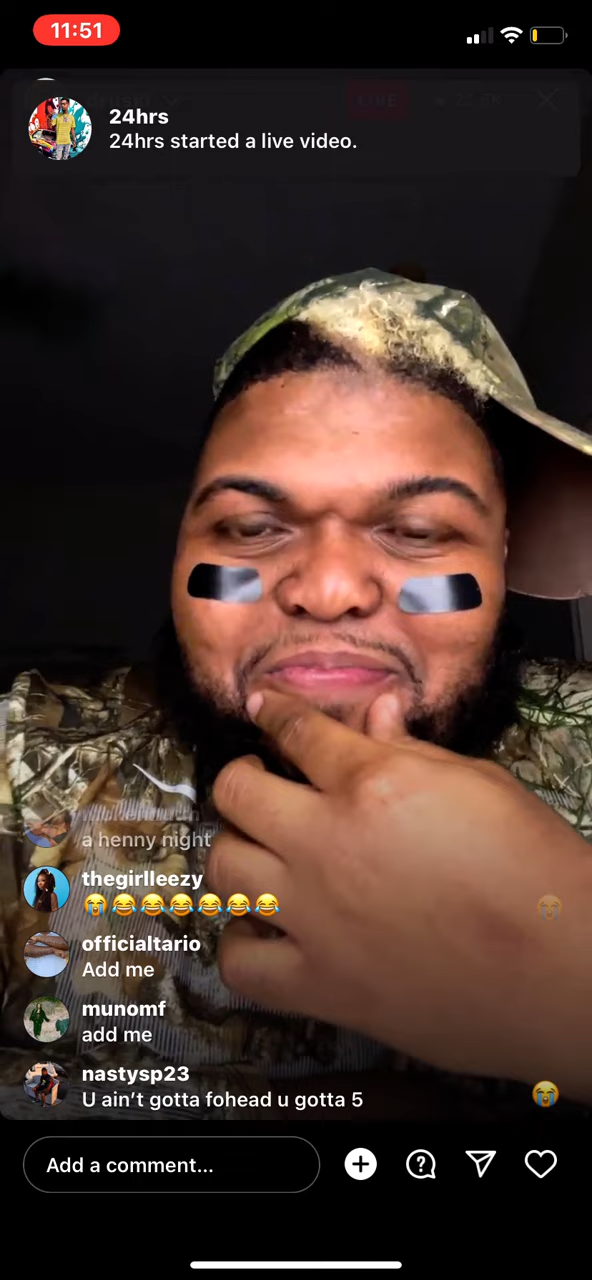 11:51
LIVE
24hrs
24hrs started a live video.
a henny night
thegirlleezy
😭😂😂😂😂😂😂
officialtario
Add me
munomf
add me
nastysp23
U ain’t gotta fohead u gotta 5
Add a comment...